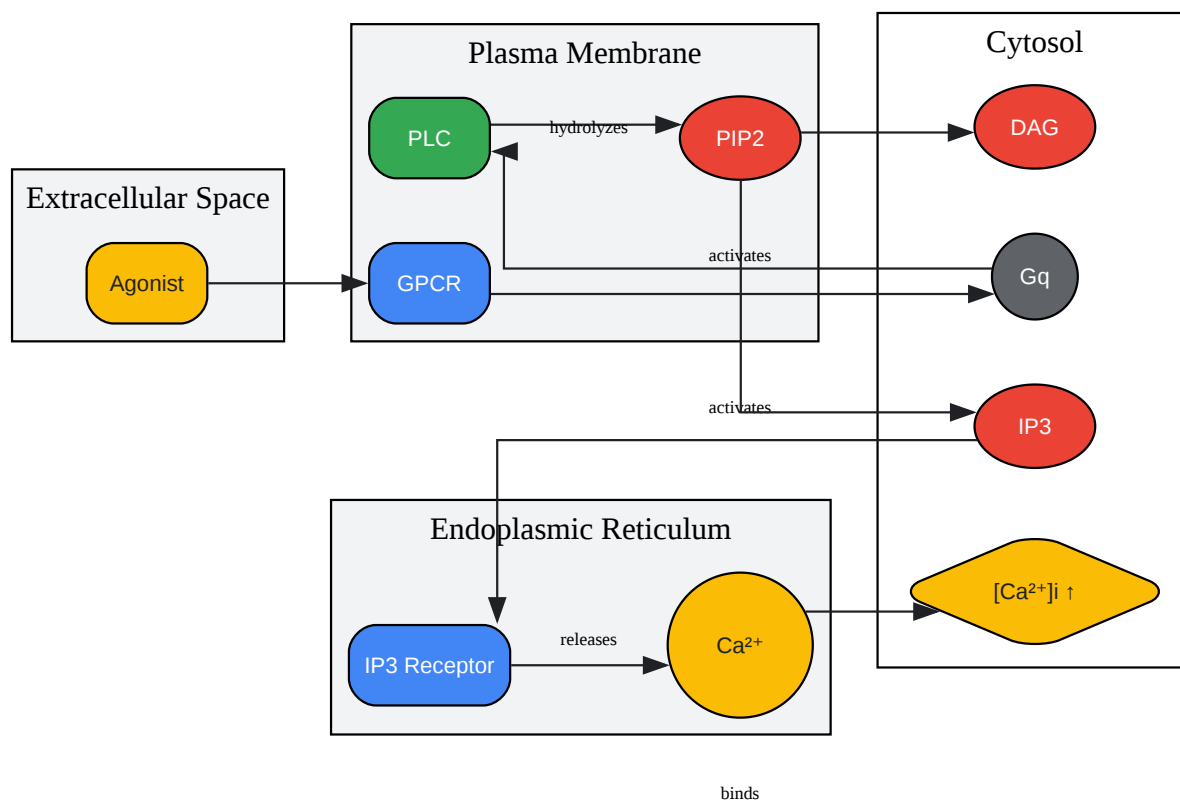 Plasma Membrane
Cytosol
PLC
hydrolyzes
PIP2
DAG
Extracellular Space
Agonist
GPCR
activates
Gq
activates
IP3
Endoplasmic Reticulum
IP3 Receptor
releases
Ca²⁺
[Ca²⁺]i ↑
binds